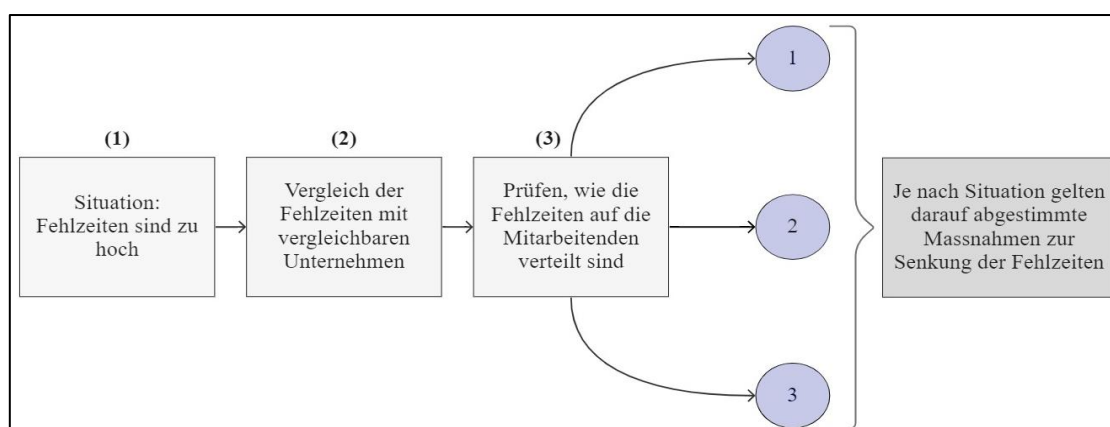 (1)
Situation:
Fehlzeiten sind zu
hoch
(2)
Vergleich der
Fehlzeiten mit
vergleichbaren
Unternehmen
(3)
Prüfen, wie die
Fehlzeiten auf die
Mitarbeitenden
verteilt sind
1
2
3
Je nach Situation gelten
darauf abgestimmte
Massnahmen zur
Senkung der Fehlzeiten